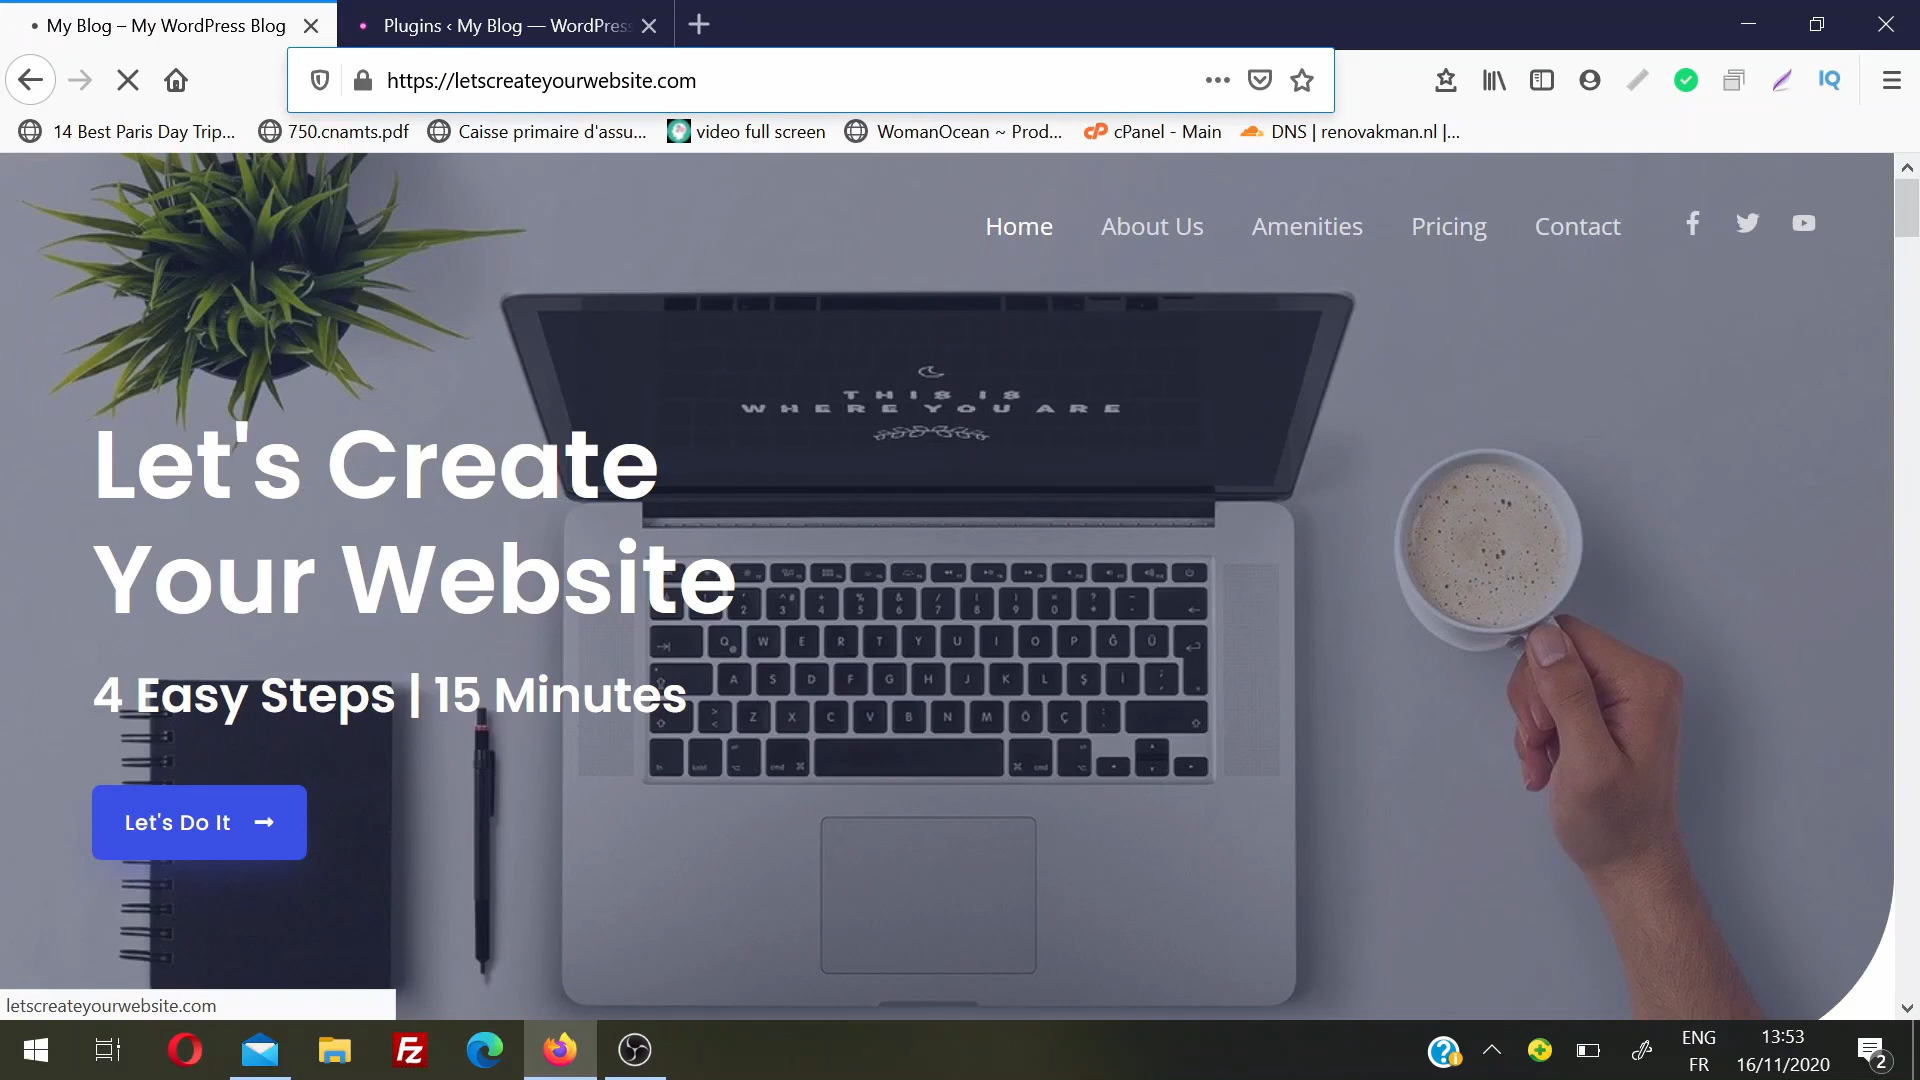 My Blog – My WordPress Blog
Plugins ‹ My Blog — WordPress
https://letscreateyourwebsite.com
IQ
14 Best Paris Day Trip...
750.cnamts.pdf
Caisse primaire d'assu...
video full screen
WomanOcean ~ Prod...
cPanel - Main
DNS | renovakman.nl |...
Home
About Us
Amenities
Pricing
Contact
THIS IS
WHERE YOU ARE
Let's Create
Your Website
4 Easy Steps | 15 Minutes
Let's Do It
letscreateyourwebsite.com
ENG
FR
13:53
16/11/2020
2